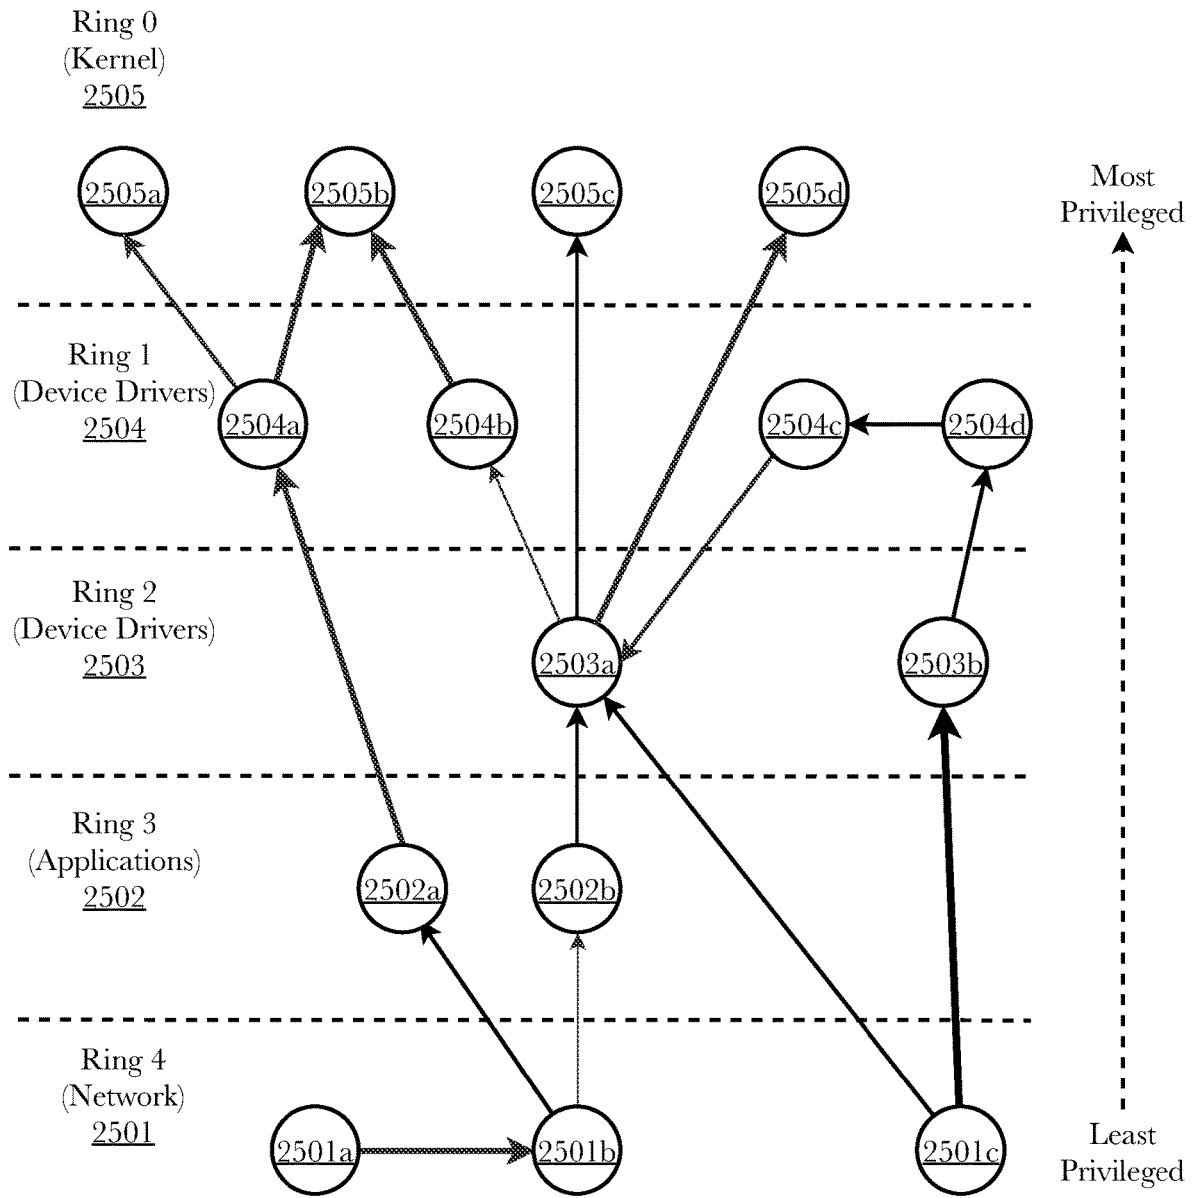 Ring 0
(Kernel)
2505
2505a
2505b
2505c
2505d
Most
Privileged
Ring 1
(Device Drivers)
2504
2504a
2504b
2504c
2504d
Ring 2
(Device Drivers)
2503
2503a
2503b
Ring 3
(Applications)
2502
2502a
2502b
Ring 4
(Network)
2501
2501a
2501b
2501c
Least
Privileged